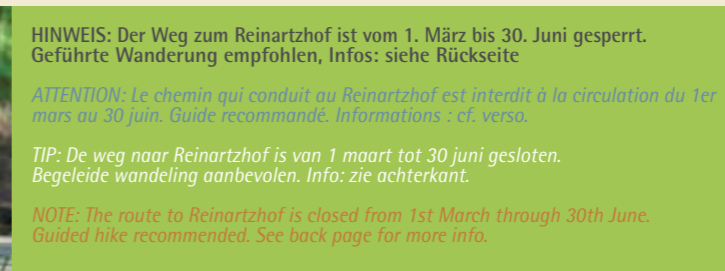 HINWEIS: Der Weg zum Reinartzhof ist vom 1. März bis 30. Juni gesperrt.
Geführte Wanderung empfohlen, Infos: siehe Rückseite
ATTENTION: Le chemin qui conduit au Reinartzhof est interdit à la circulation du 1er
mars au 30 juin. Guide recommandé. Informations : cf. verso.
TIP: De weg naar Reinartzhof is van 1 maart tot 30 juni gesloten.
Begeleide wandeling aanbevolen. Info: zie achterkant.
NOTE: The route to Reinartzhof is closed from 1st March through 30th June.
Guided hike recommended. See back page for more info.